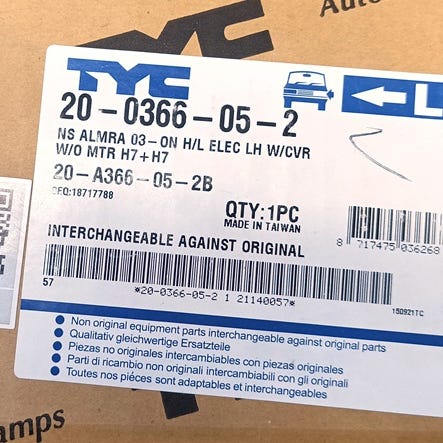 Auto
TYC
20-0366-05-2
NS ALMRA 03-ON H/L ELEC LH W/CVR
W/O MTR H7+H7
20-A366-05-2B
QTY:1PC
MADE IN TAIWAN
INTERCHANGEABLE AGAINST ORIGINAL
8 717475 036268
57
*20-0366-05-2 1 21140057*
150921TC
• Non original equipment parts interchangeable against original parts
• Qualitativ gleichwertige Ersatzteile
• Piezas no originales intercambiables con piezas originales
• Parti di ricambio non originali intercambiabili con gli originali
• Toutes nos piéces sont adaptables et interchangeables
amps